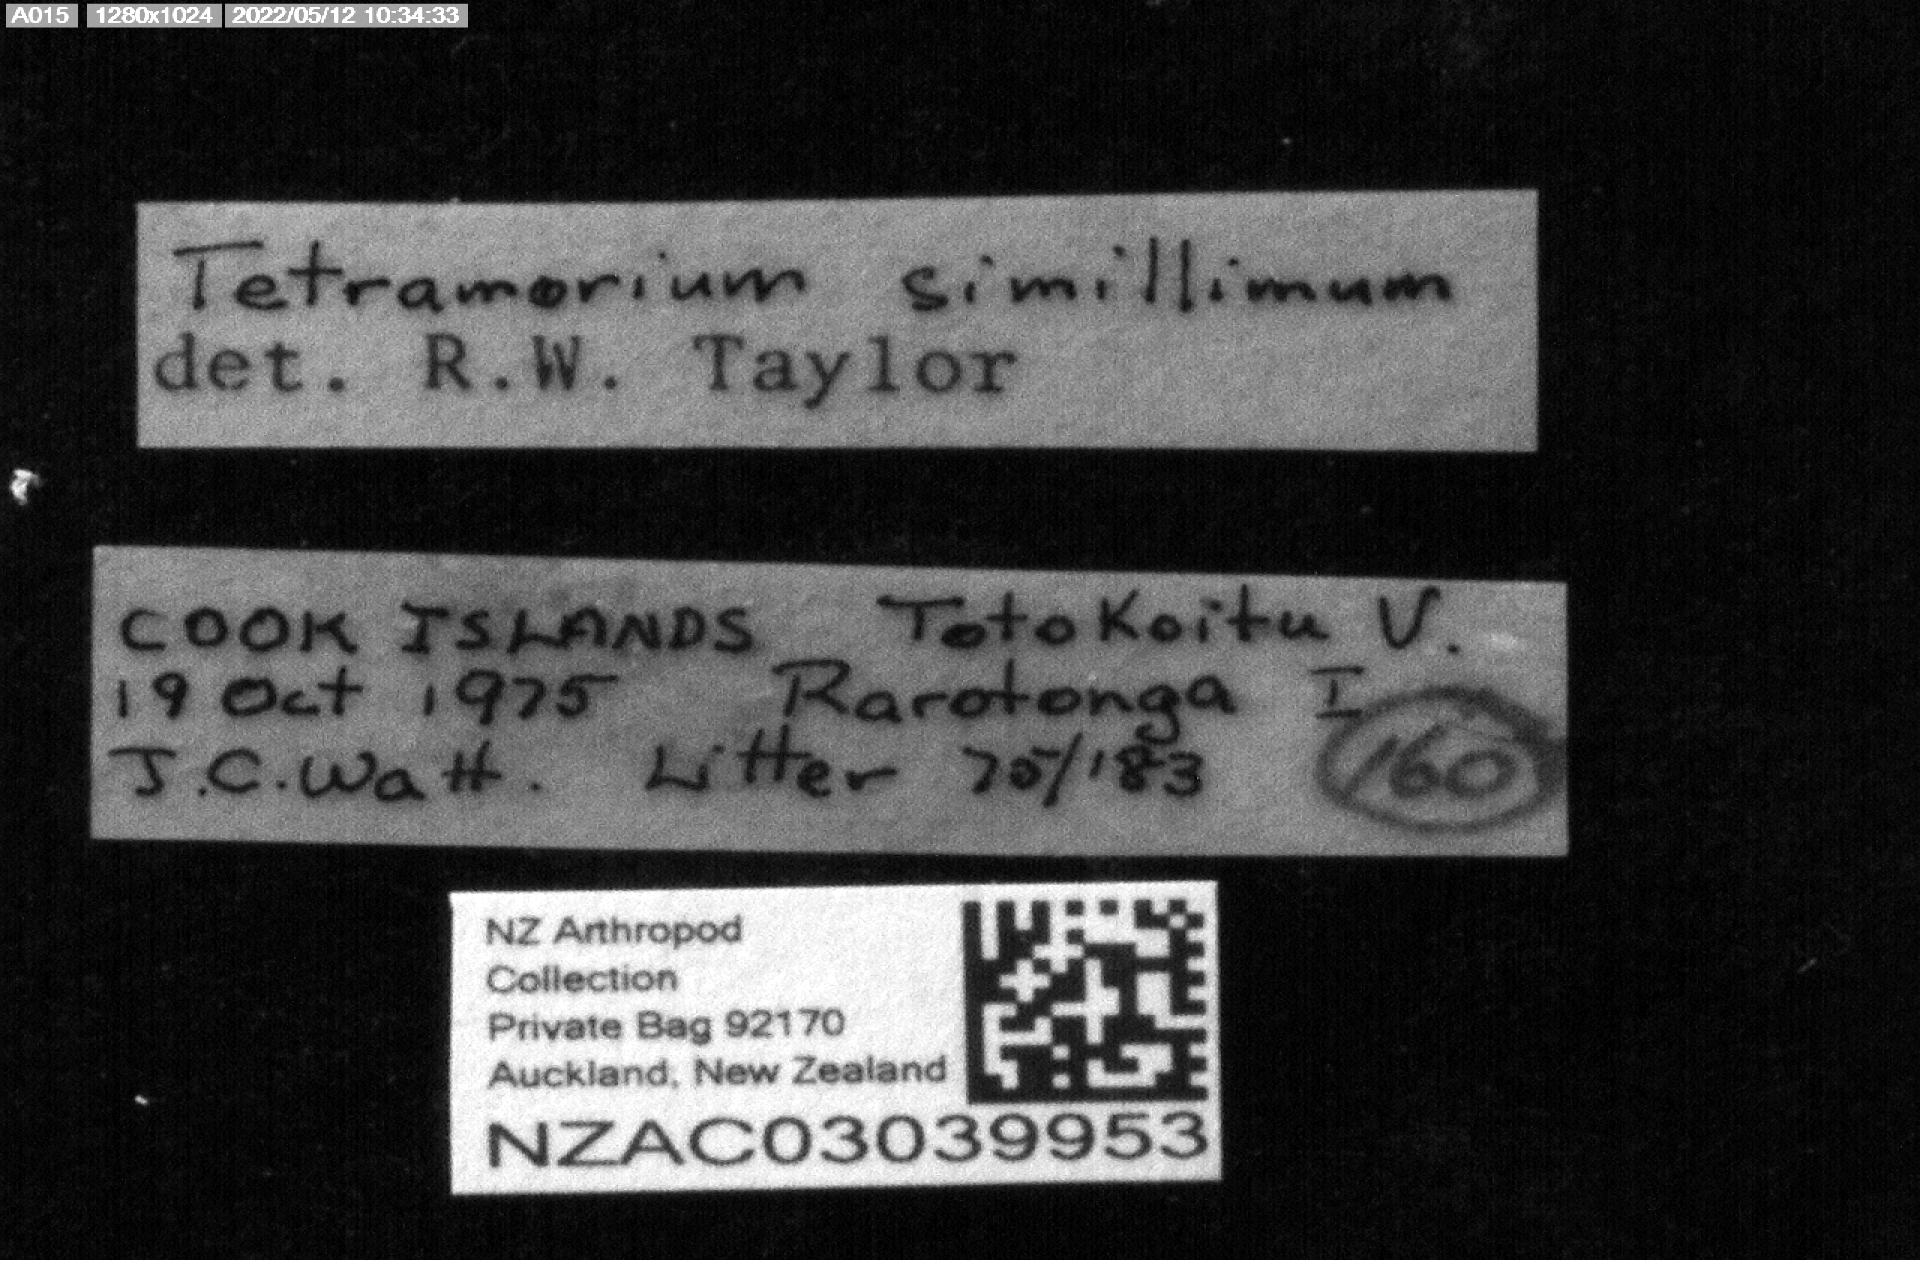 A015 1280x1024 2022/05/12 10:34:33
Tetramorium simillimum
det. R.W. Taylor
COOK ISLANDS Totokoitu V.
19 Oct 1975 Rarotonga I
J.C. Watt. Litter 75/183 160
NZ Arthropod
Collection
Private Bag 92170
Auckland, New Zealand
NZAC03039953